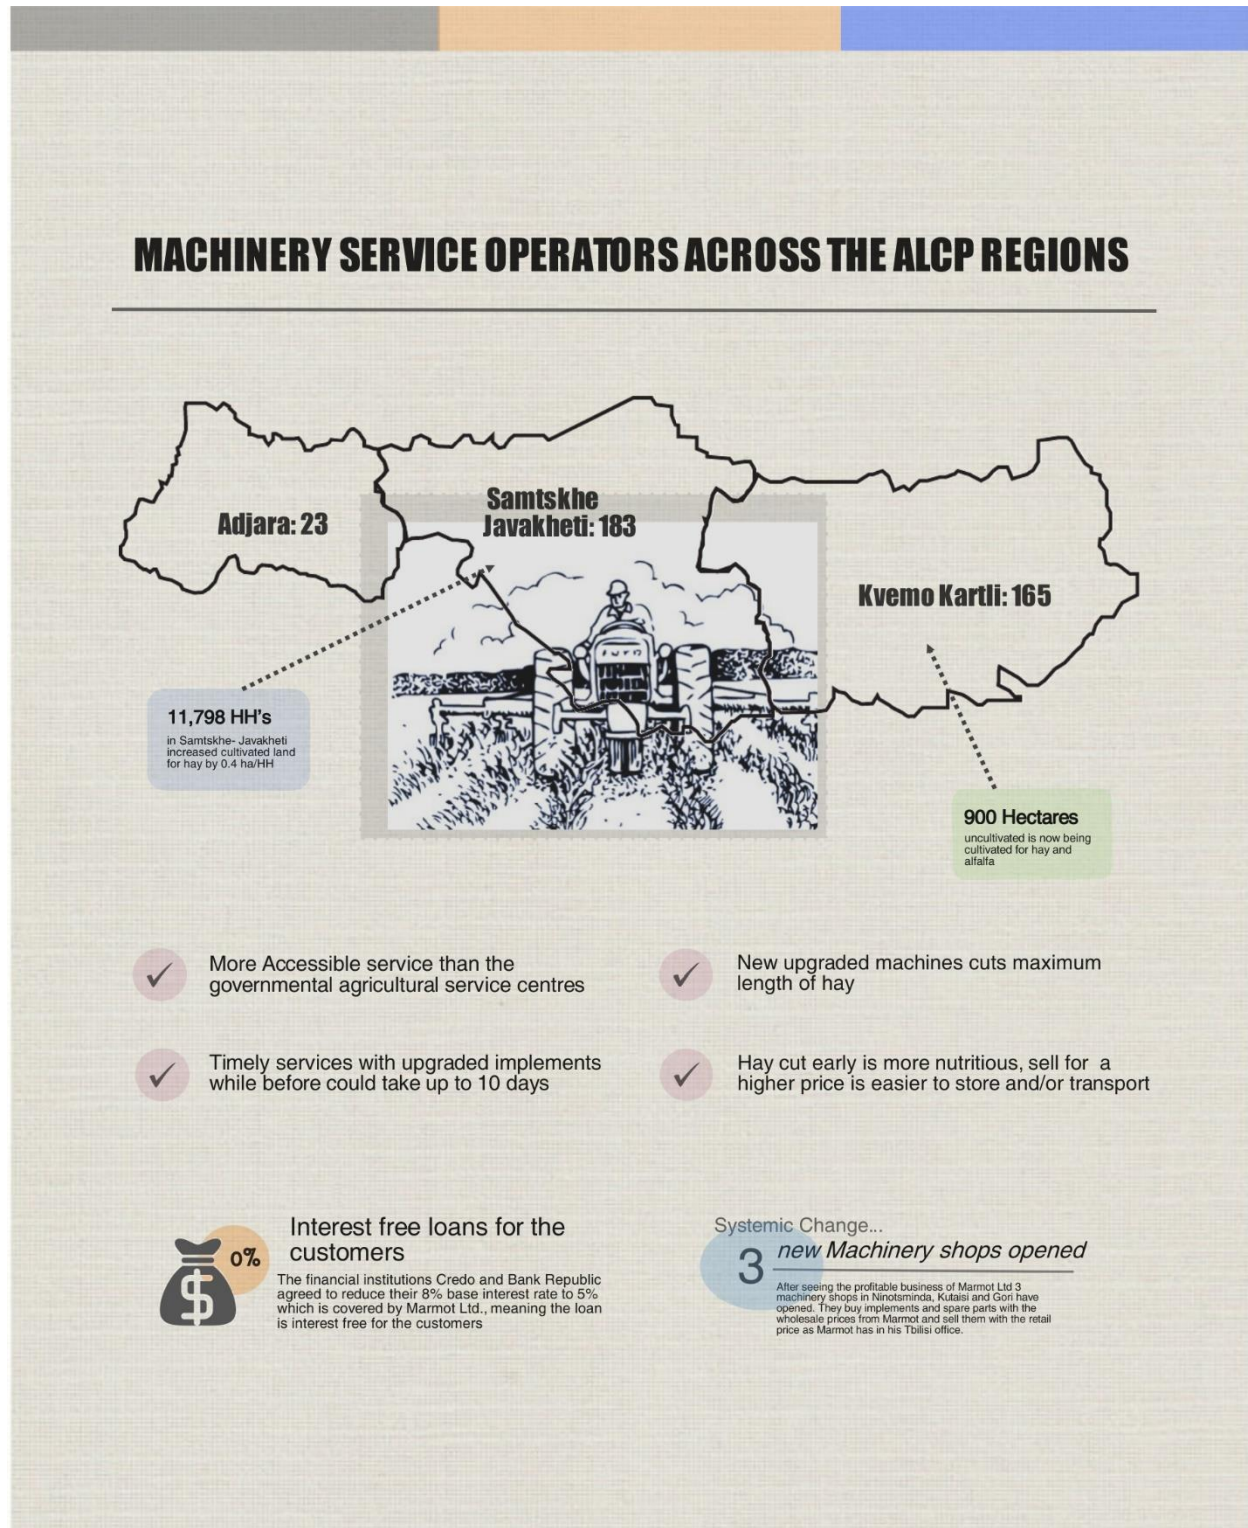 MACHINERY SERVICE OPERATORS ACROSS THE ALCP REGIONS
Adjara: 23
Samtskhe
Javakheti: 183
Kvemo Kartli: 165
11,798 HH's
in Samtskhe- Javakheti
increased cultivated land
for hay by 0.4 ha/HH
900 Hectares
uncultivated is now being
cultivated for hay and
alfalfa
More Accessible service than the
governmental agricultural service centres
New upgraded machines cuts maximum
length of hay
Timely services with upgraded implements
while before could take up to 10 days
Hay cut early is more nutritious, sell for a
higher price is easier to store and/or transport
0%
$
Interest free loans for the
customers
The financial institutions Credo and Bank Republic
agreed to reduce their 8% base interest rate to 5%
which is covered by Marmot Ltd., meaning the loan
is interest free for the customers
Systemic Change...
3 new Machinery shops opened
After seeing the profitable business of Marmot Ltd 3
machinery shops in Ninotsminda, Kutaisi and Gori have
opened. They buy implements and spare parts with the
wholesale prices from Marmot and sell them with the retail
price as Marmot has in his Tbilisi office.